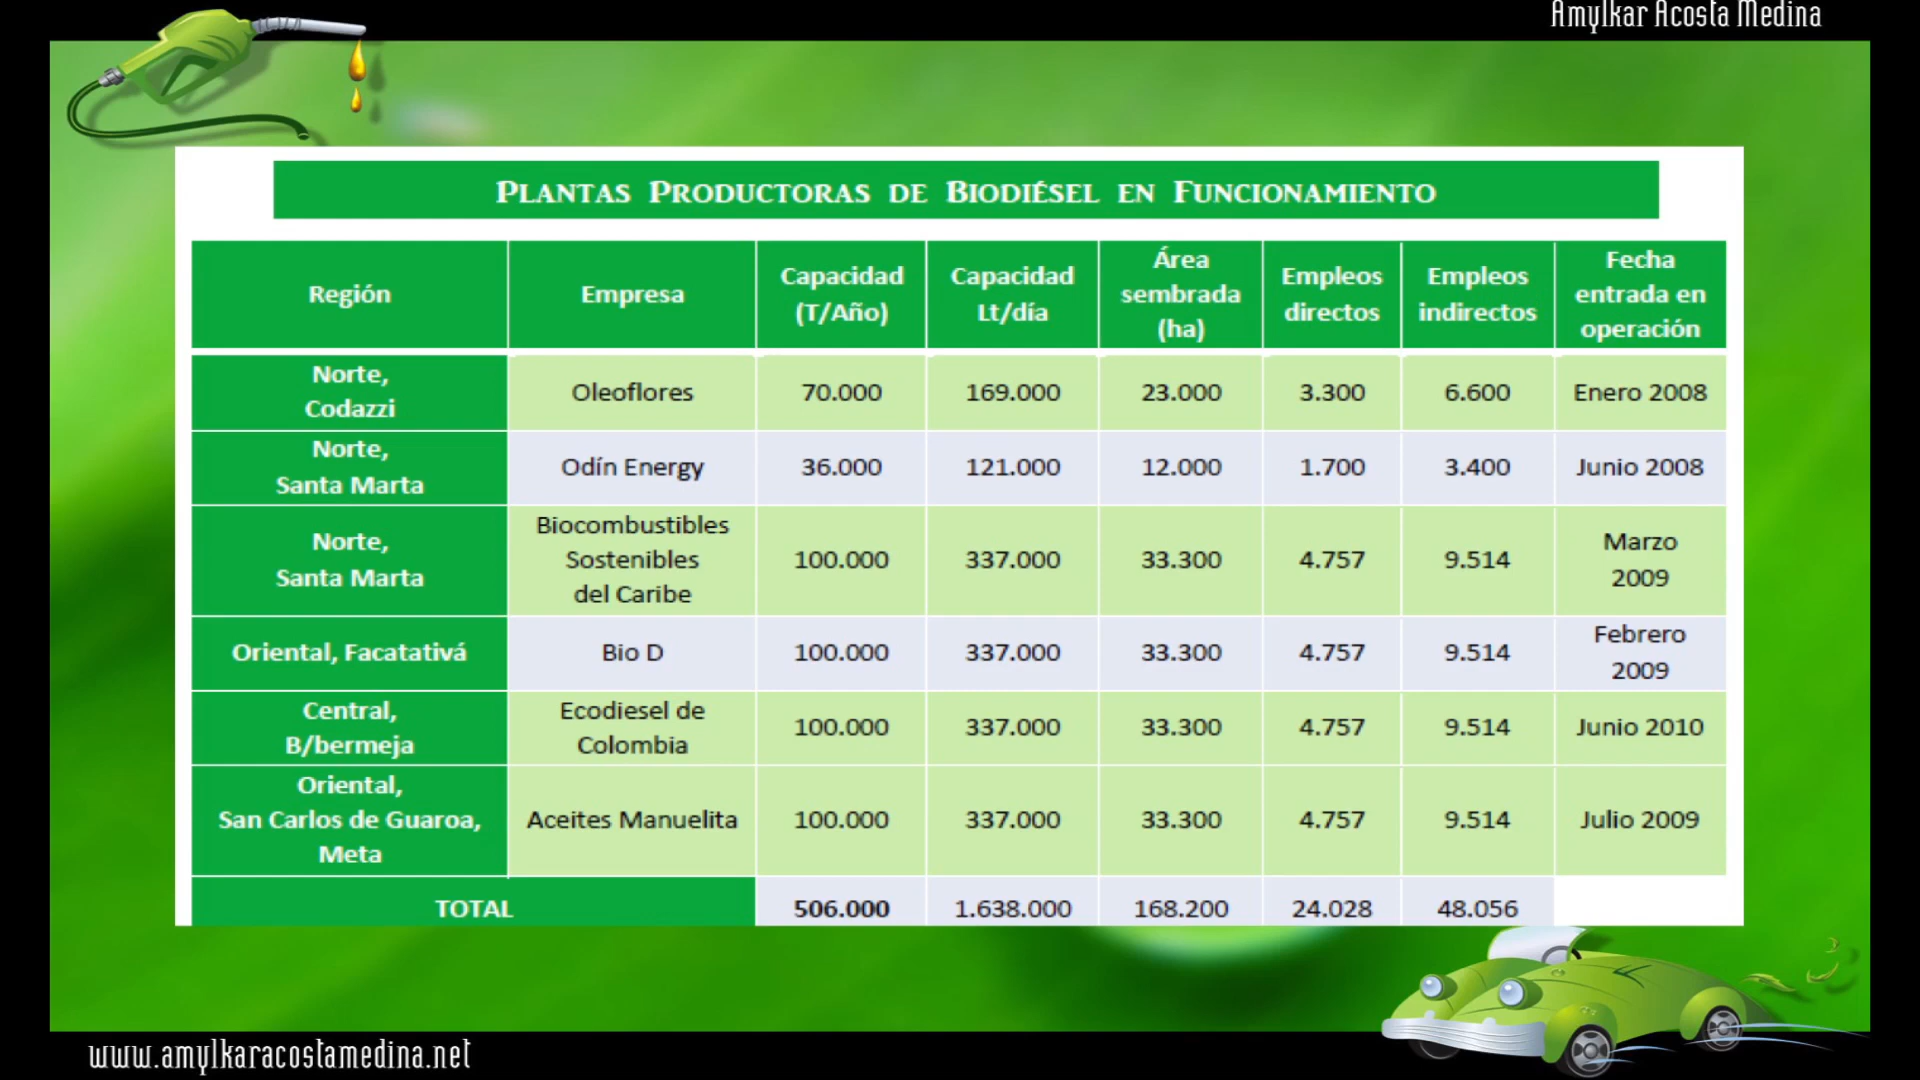 Amylkar Acosta Medina
PLANTAS PRODUCTORAS DE BIODIÉSEL EN FUNCIONAMIENTO
Región Empresa Capacidad (T/Año) Capacidad Lt/día Área sembrada (ha) Empleos directos Empleos indirectos Fecha entrada en operación
Norte, Codazzi Oleoflores 70.000 169.000 23.000 3.300 6.600 Enero 2008
Norte, Santa Marta Odín Energy 36.000 121.000 12.000 1.700 3.400 Junio 2008
Norte, Santa Marta Biocombustibles Sostenibles del Caribe 100.000 337.000 33.300 4.757 9.514 Marzo 2009
Oriental, Facatativá Bio D 100.000 337.000 33.300 4.757 9.514 Febrero 2009
Central, B/bermeja Ecodiesel de Colombia 100.000 337.000 33.300 4.757 9.514 Junio 2010
Oriental, San Carlos de Guaroa, Meta Aceites Manuelita 100.000 337.000 33.300 4.757 9.514 Julio 2009
TOTAL 506.000 1.638.000 168.200 24.028 48.056
www.amylkaracostamedina.net